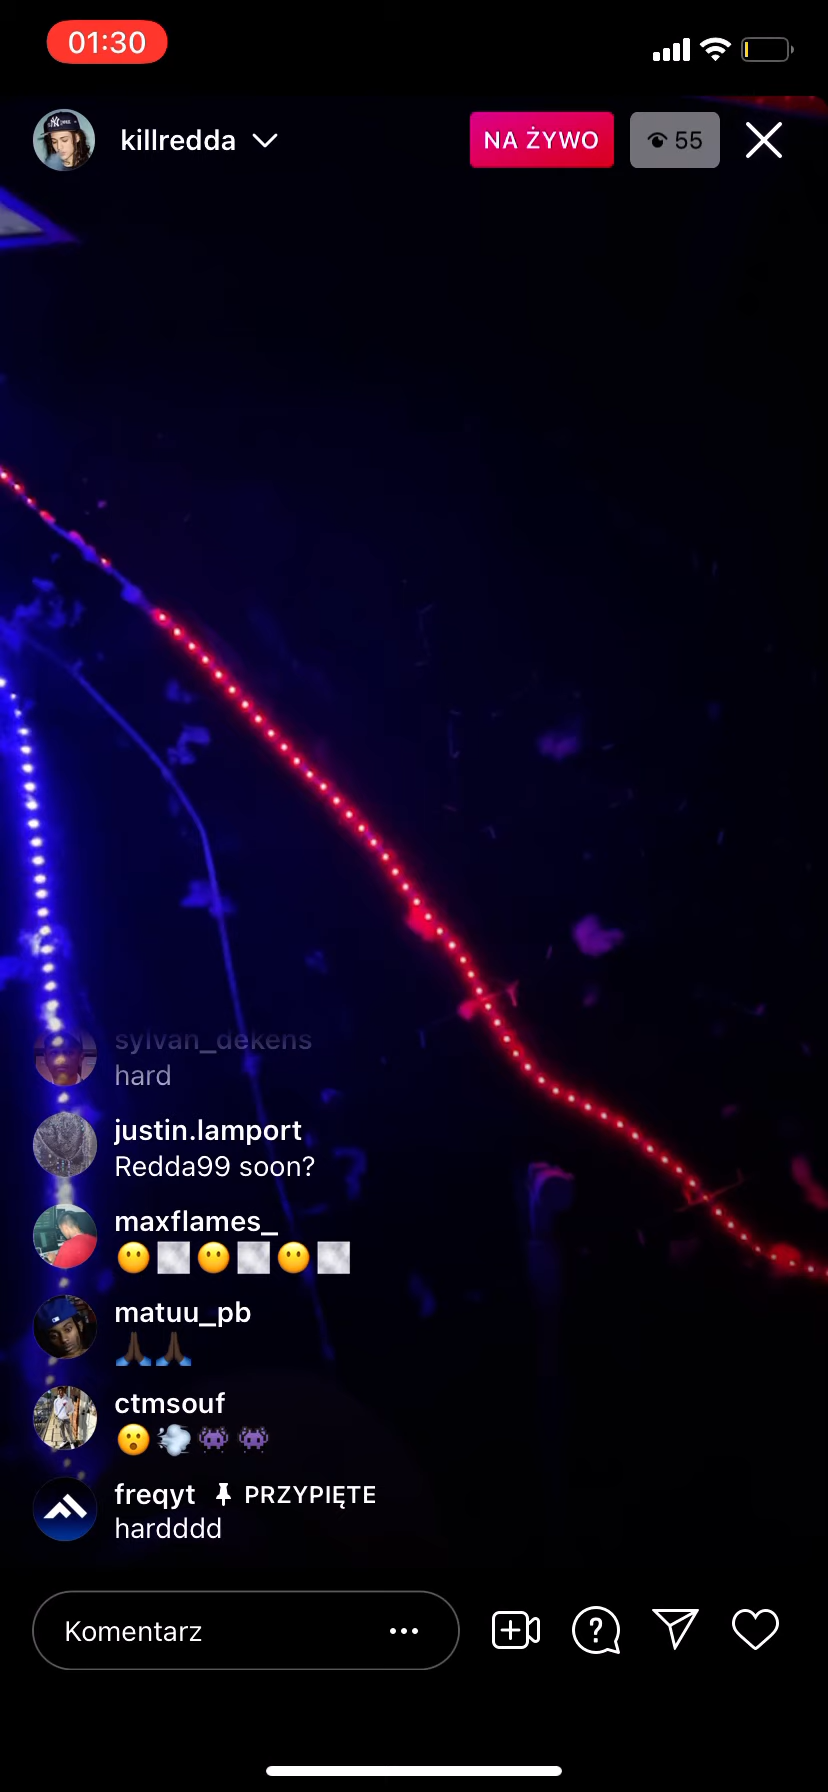 01:30
killredda
NA ŻYWO
55
sylvan_dekens
hard
justin.lamport
Redda99 soon?
maxflames_
😶⬜😶⬜😶⬜
matuu_pb
🙏🏿🙏🏿
ctmsouf
😮💨👾👾
freqyt PRZYPIĘTE
hardddd
Komentarz